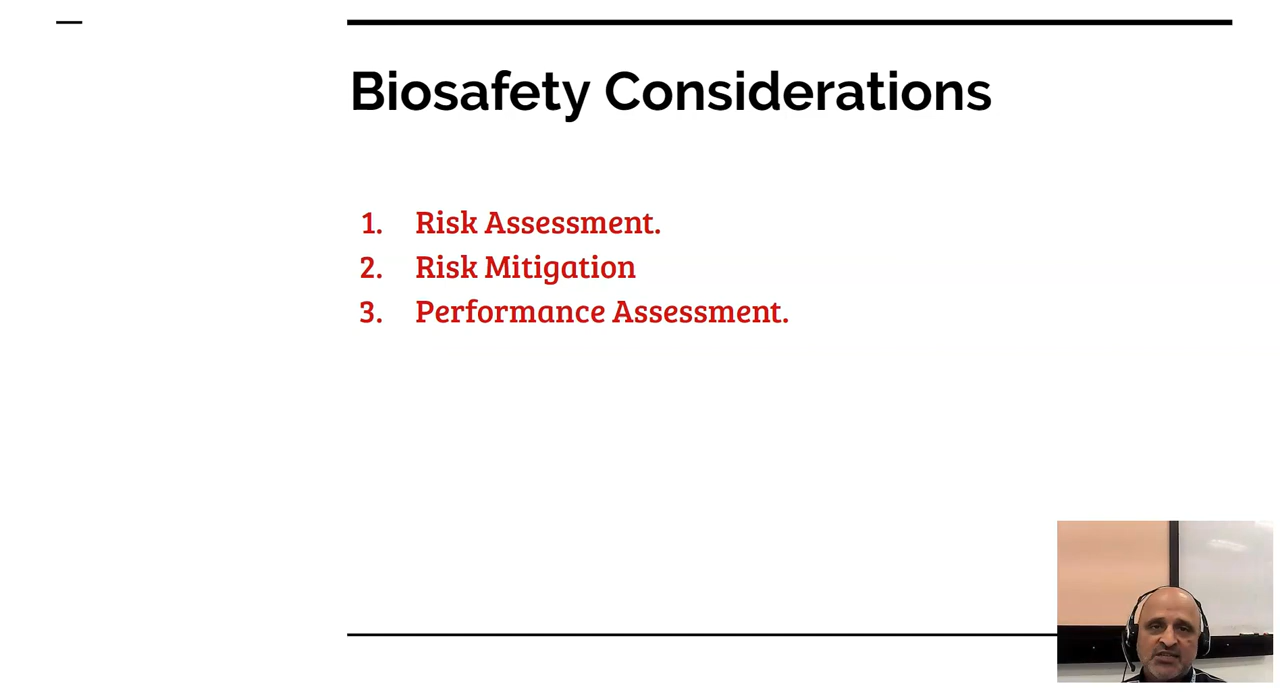 Biosafety Considerations
1. Risk Assessment.
2. Risk Mitigation
3. Performance Assessment.